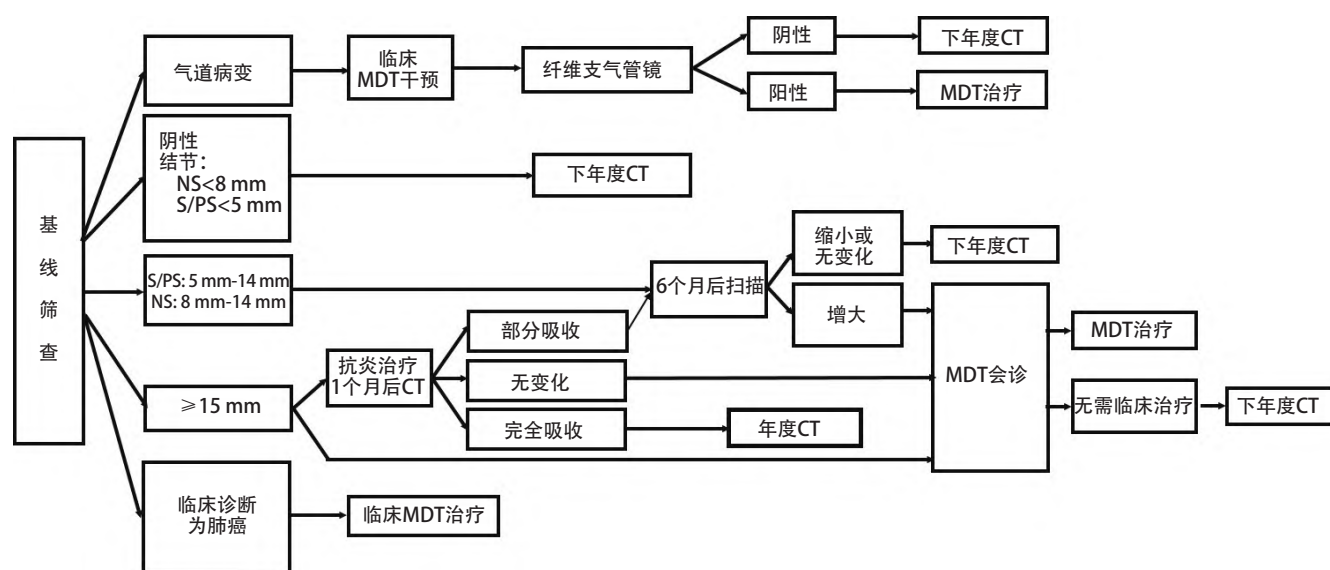 基
线
筛
查
气道病变
临床
MDT干预
纤维支气管镜
阴性
下年度CT
阳性
MDT治疗
阴性
结节：
NS<8 mm
S/PS<5 mm
下年度CT
S/PS: 5 mm-14 mm
NS: 8 mm-14 mm
6个月后扫描
缩小或
无变化
下年度CT
增大
≥15 mm
抗炎治疗
1个月后CT
部分吸收
无变化
完全吸收
年度CT
MDT会诊
MDT治疗
无需临床治疗
下年度CT
临床诊断
为肺癌
临床MDT治疗